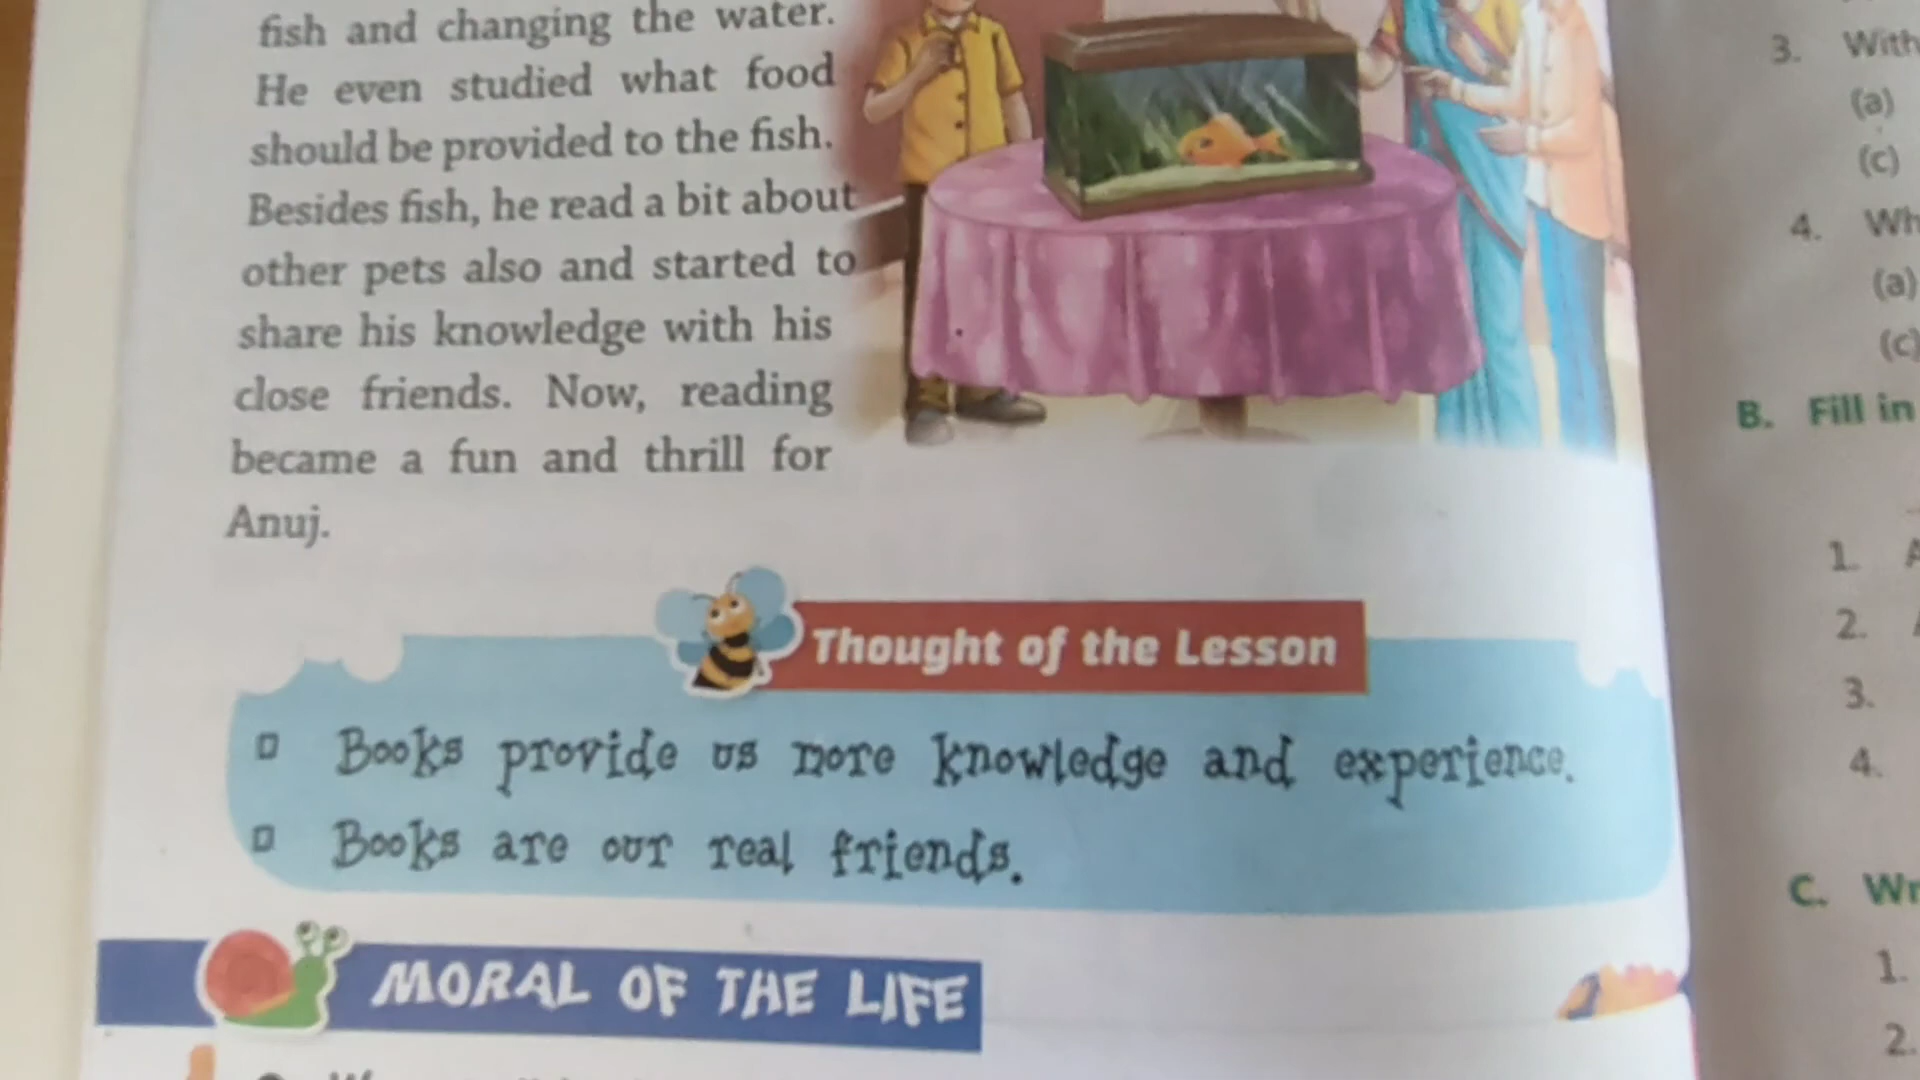 fish and changing the water.
He even studied what food
should be provided to the fish.
Besides fish, he read a bit about
other pets also and started to
share his knowledge with his
close friends. Now, reading
became a fun and thrill for
Anuj.
Thought of the Lesson
Books provide us more knowledge and experience.
Books are our real friends.
MORAL OF THE LIFE
3.
(a)
(c)
4.
(a)
(c)
B. Fill in
1.
2.
3.
4.
C.
1.
2.